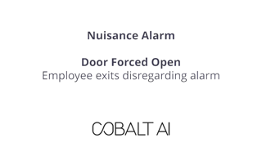 Nuisance Alarm
Door Forced Open
Employee exits disregarding alarm
COBALT AI